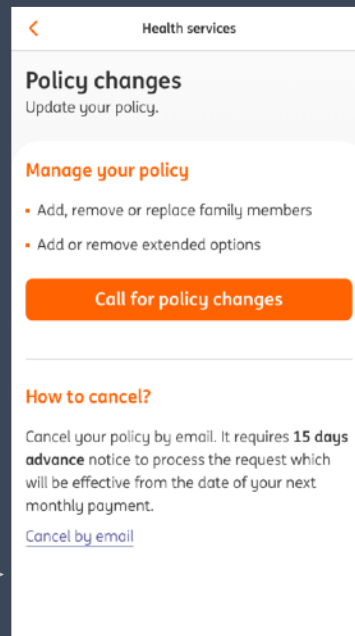 Health services
Policy changes
Update your policy.
Manage your policy
Add, remove or replace family members
Add or remove extended options
Call for policy changes
How to cancel?
Cancel your policy by email. It requires 15 days
advance notice to process the request which
will be effective from the date of your next
monthly payment.
Cancel by email